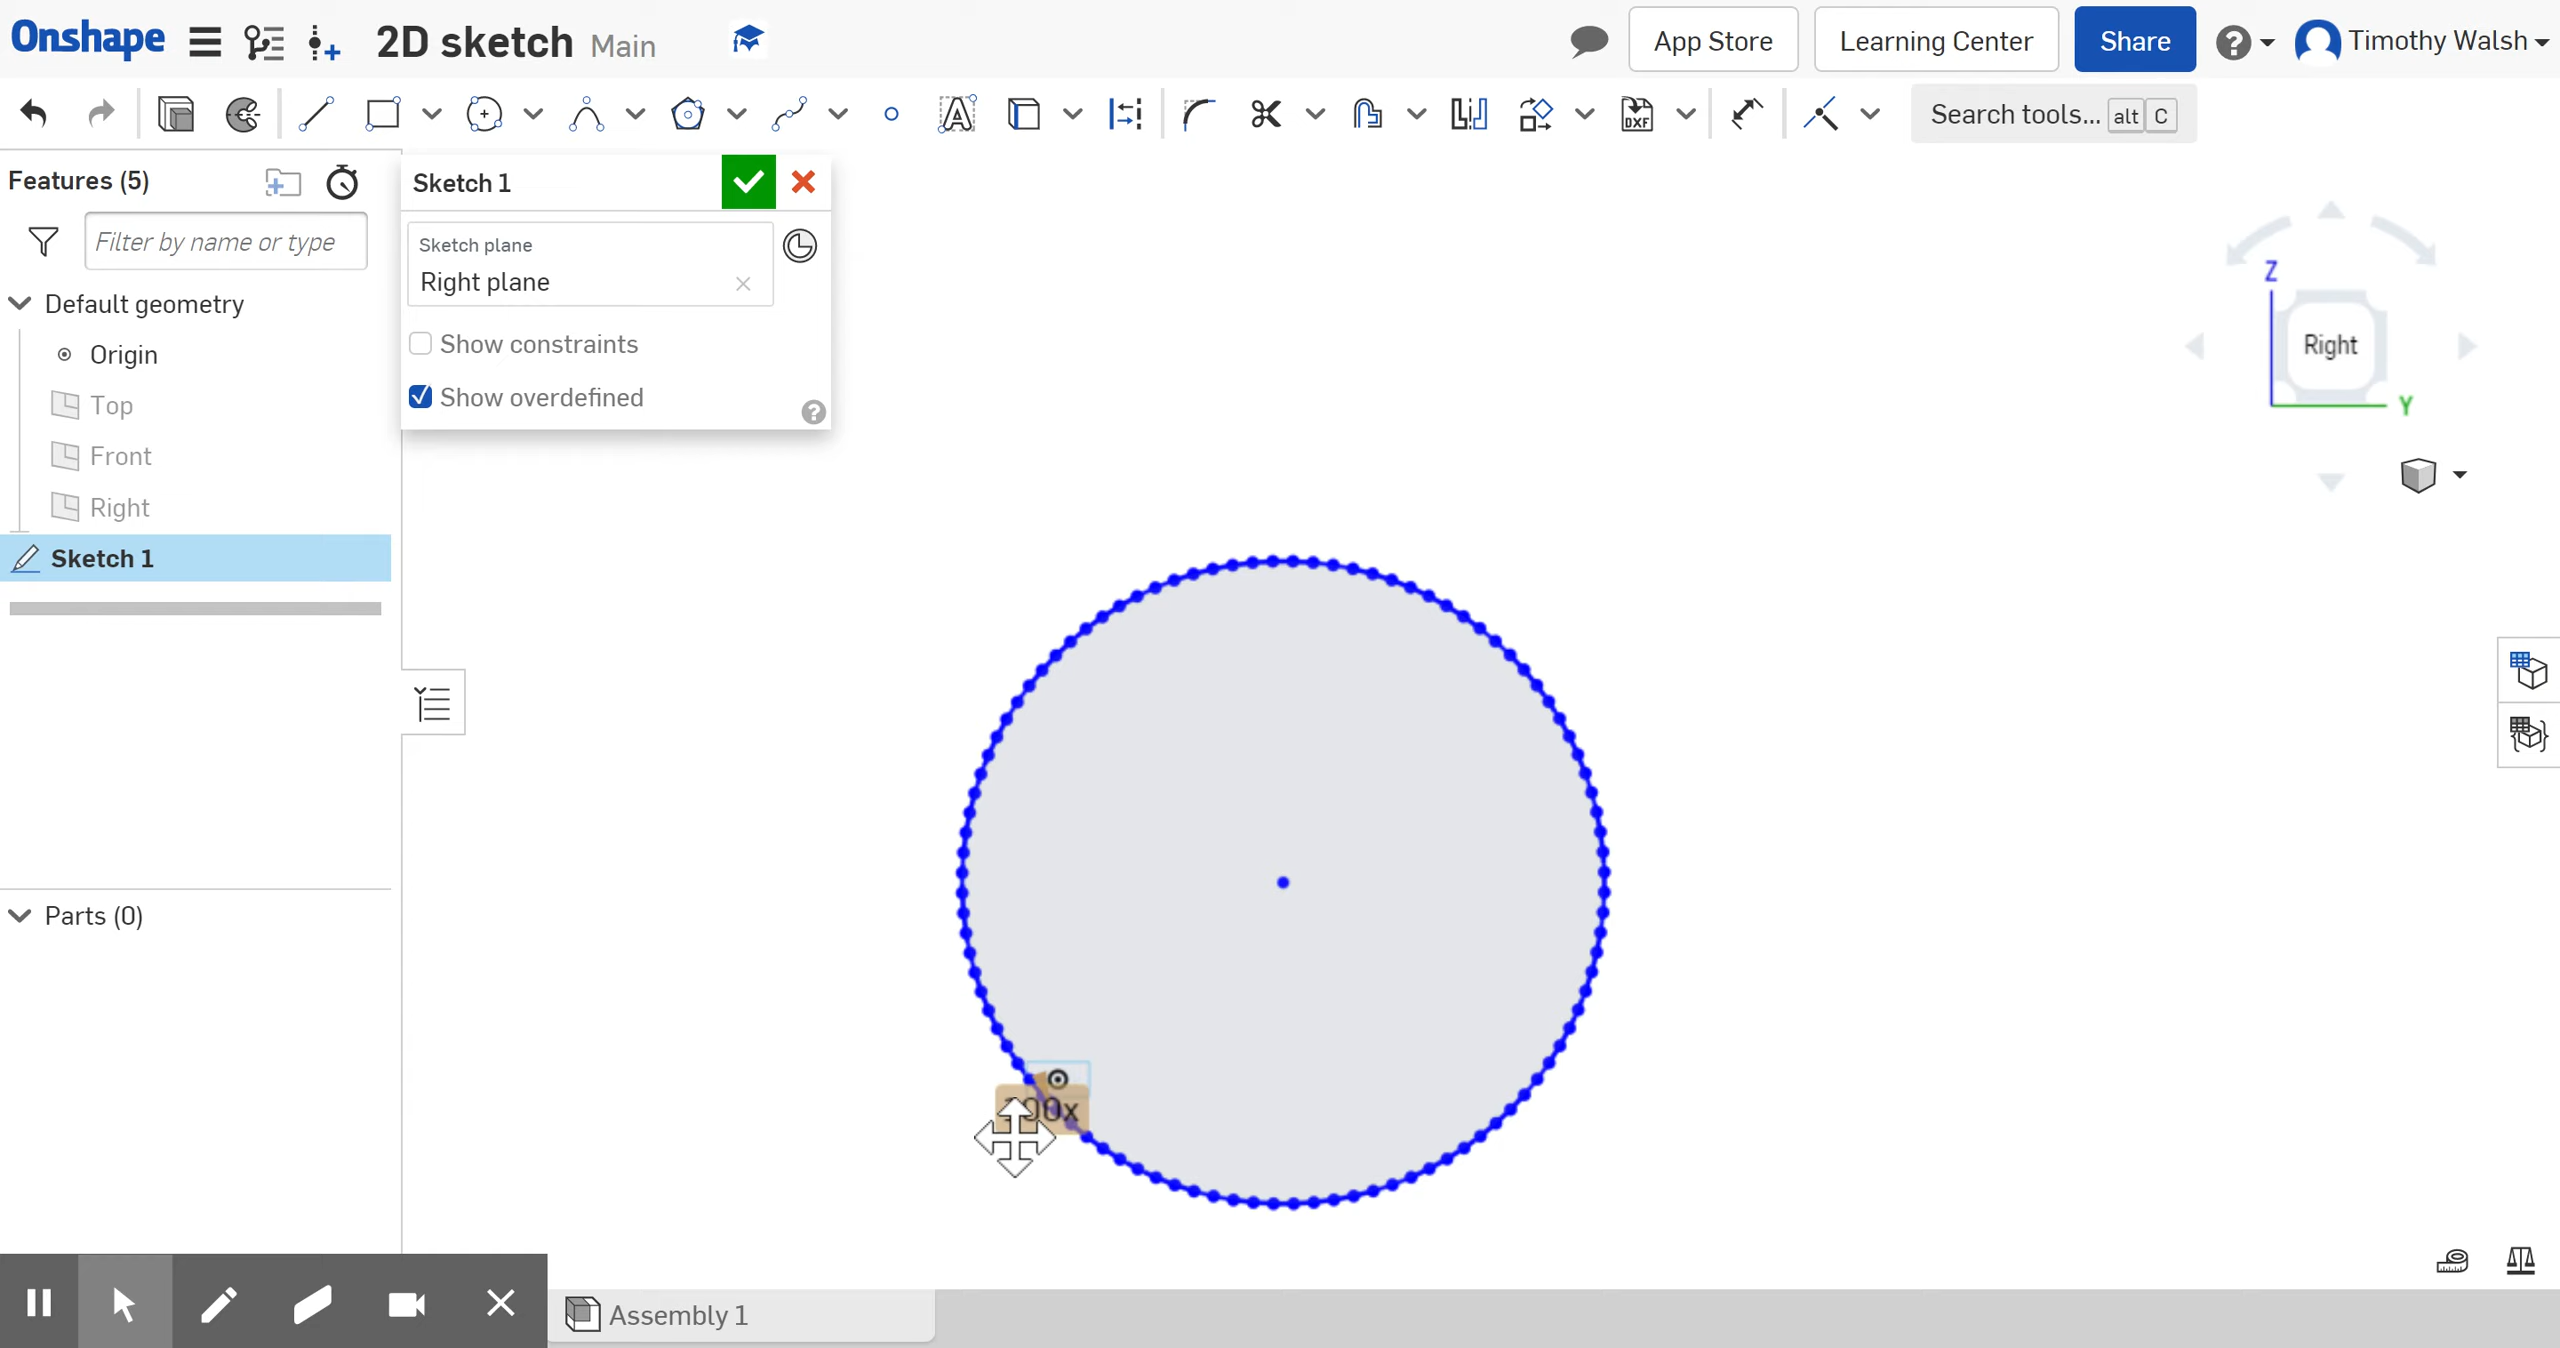 Onshape 2D sketch Main App Store Learning Center Share Timothy Walsh
DXF Search tools... alt C
Features (5)
Filter by name or type
Default geometry
Origin
Top
Front
Right
Sketch 1
Parts (0)
Sketch 1
Sketch plane
Right plane
Show constraints
Show overdefined
Z
Right
Y
Assembly 1